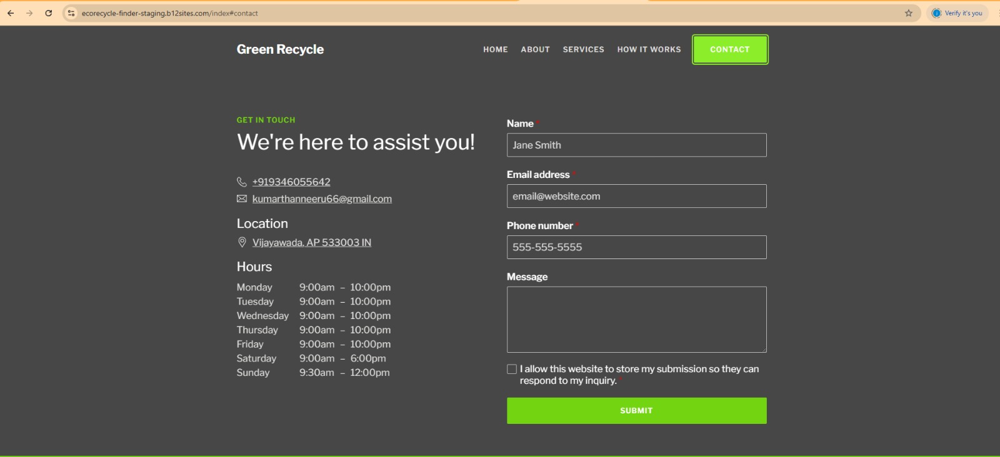 ecorecycle-finder-staging.b12sites.com/index#contact
Verify it's you
Green Recycle
HOME ABOUT SERVICES HOW IT WORKS CONTACT
GET IN TOUCH
We're here to assist you!
+919346055642
kumarthanneeru66@gmail.com
Location
Vijayawada, AP 533003 IN
Hours
Monday 9:00am – 10:00pm
Tuesday 9:00am – 10:00pm
Wednesday 9:00am – 10:00pm
Thursday 9:00am – 10:00pm
Friday 9:00am – 10:00pm
Saturday 9:00am – 6:00pm
Sunday 9:30am – 12:00pm
Name *
Jane Smith
Email address *
email@website.com
Phone number *
555-555-5555
Message
I allow this website to store my submission so they can
respond to my inquiry. *
SUBMIT